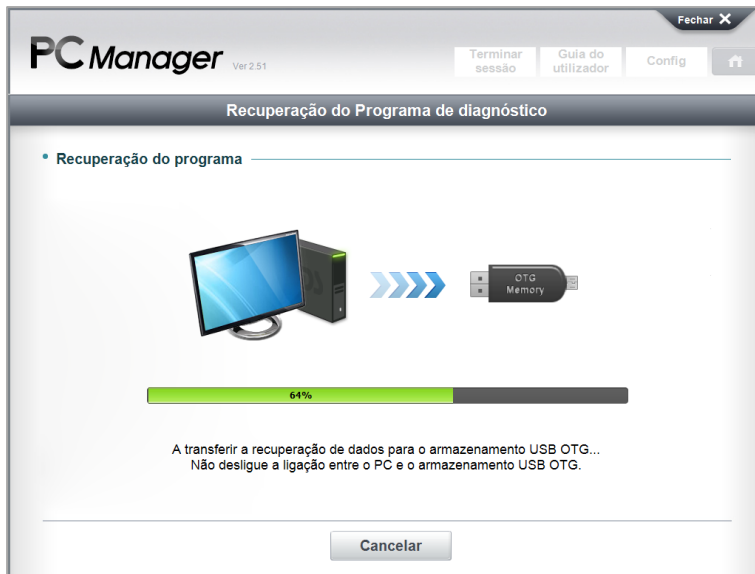 Fechar X
PC Manager Ver 2.51
Terminar sessão
Guia do utilizador
Config
Recuperação do Programa de diagnóstico
Recuperação do programa
OTG
Memory
64%
A transferir a recuperação de dados para o armazenamento USB OTG...
Não desligue a ligação entre o PC e o armazenamento USB OTG.
Cancelar